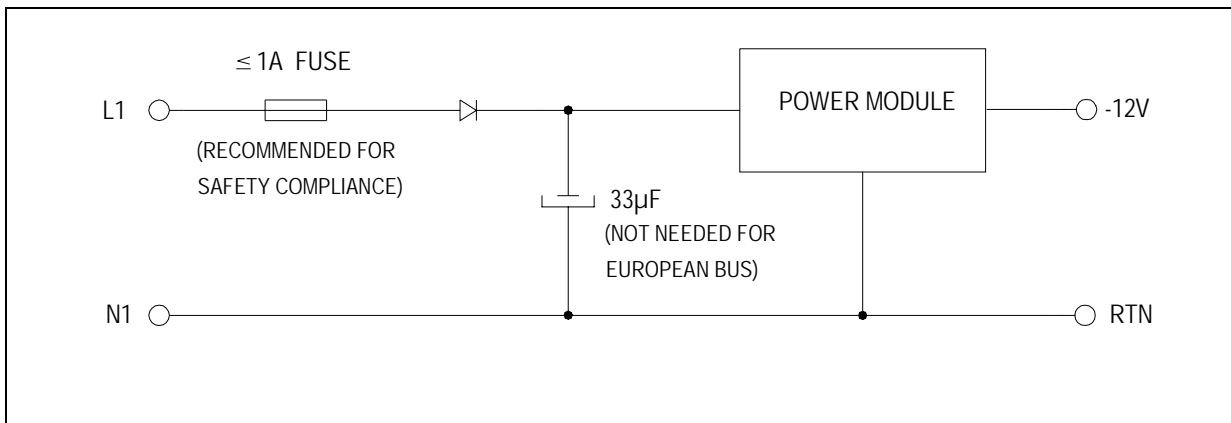 ≤ 1A FUSE
L1
POWER MODULE
-12V
(RECOMMENDED FOR
SAFETY COMPLIANCE)
33µF
(NOT NEEDED FOR
EUROPEAN BUS)
N1
RTN